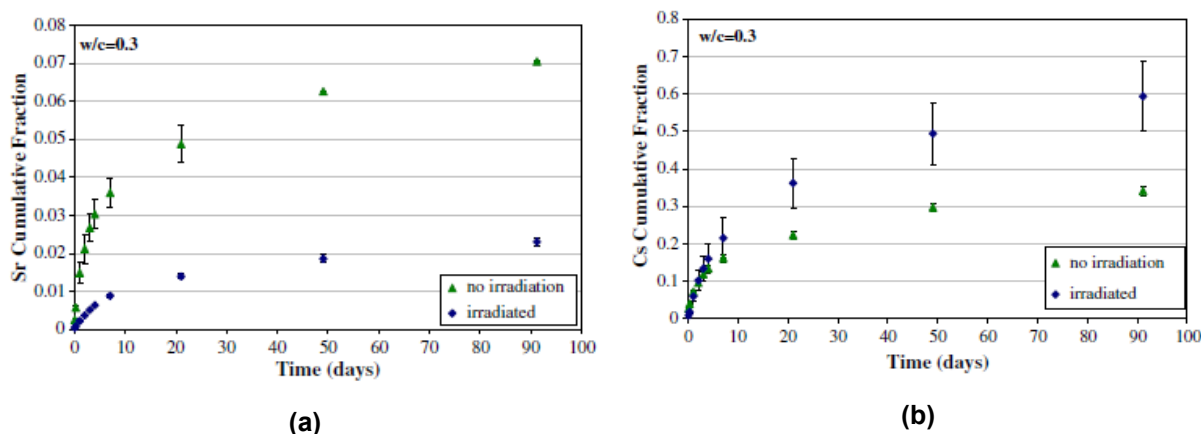 0.08
w/c=0.3
0.07
0.06
0.05
0.04
0.03
0.02
0.01
0
Sr Cumulative Fraction
no irradiation
irradiated
0 10 20 30 40 50 60 70 80 90 100
Time (days)
(a)
0.8
w/c=0.3
0.7
0.6
0.5
0.4
0.3
0.2
0.1
0
Cs Cumulative Fraction
no irradiation
irradiated
0 10 20 30 40 50 60 70 80 90 100
Time (days)
(b)